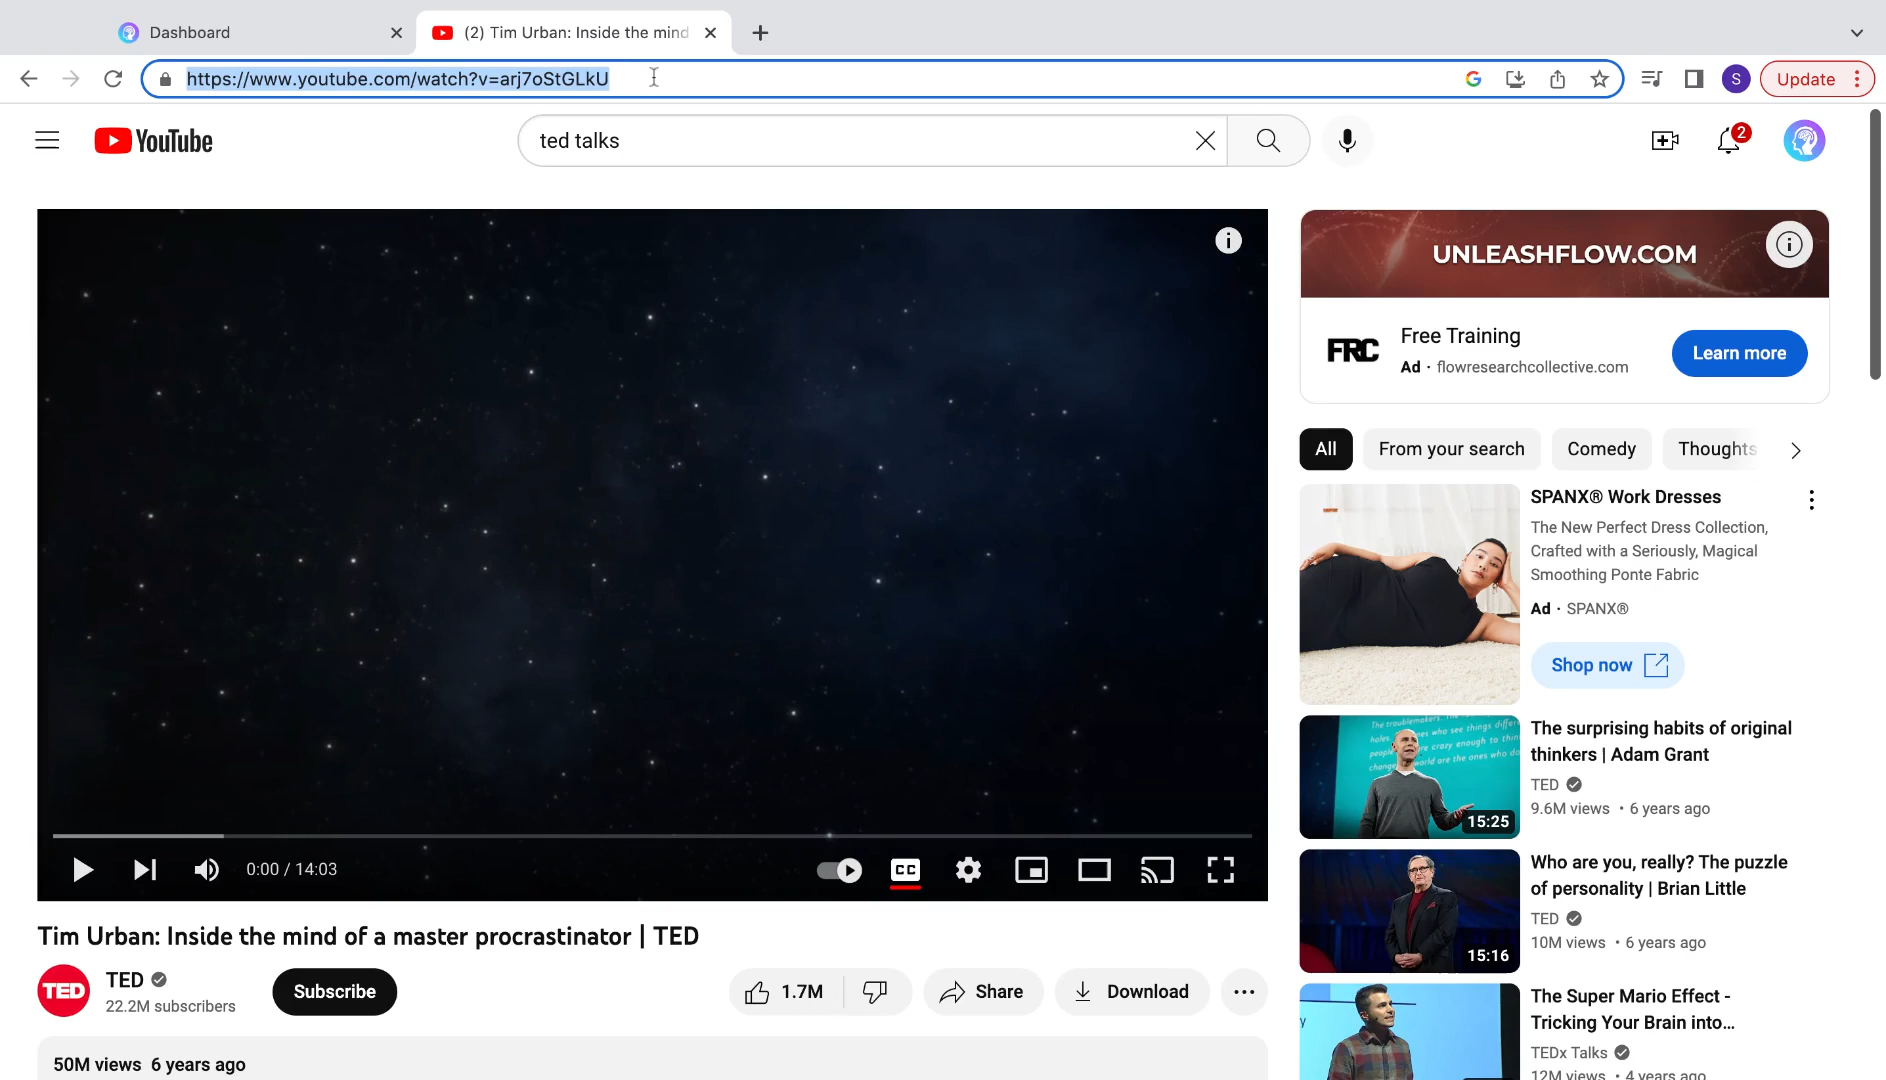 Dashboard
(2) Tim Urban: Inside the mind
https://www.youtube.com/watch?v=arj7oStGLkU
S
Update
YouTube
ted talks
2
UNLEASHFLOW.COM
FRC
Free Training
Ad · flowresearchcollective.com
Learn more
All
From your search
Comedy
Thoughts
SPANX® Work Dresses
The New Perfect Dress Collection,
Crafted with a Seriously, Magical
Smoothing Ponte Fabric
Ad · SPANX®
Shop now
0:00 / 14:03
CC
The surprising habits of original
thinkers | Adam Grant
TED
9.6M views • 6 years ago
15:25
Who are you, really? The puzzle
of personality | Brian Little
TED
10M views • 6 years ago
15:16
The Super Mario Effect -
Tricking Your Brain into...
TEDx Talks
12M views • 4 years ago
Tim Urban: Inside the mind of a master procrastinator | TED
TED
TED
22.2M subscribers
Subscribe
1.7M
Share
Download
50M views 6 years ago